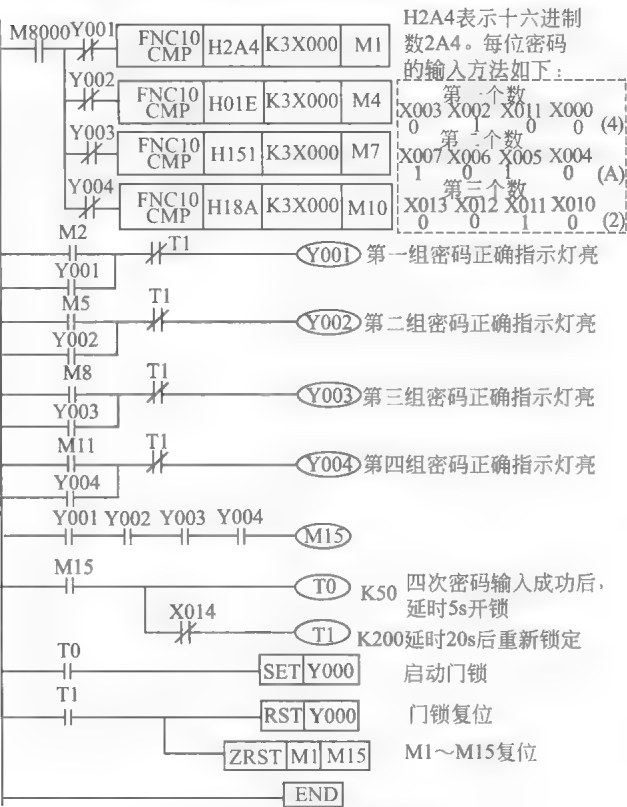 H2A4表示十六进制
数2A4。每位密码
的输入方法如下:
M8000 Y001 FNC10 CMP H2A4 K3X000 M1
Y002 FNC10 CMP H01E K3X000 M4
Y003 FNC10 CMP H151 K3X000 M7
Y004 FNC10 CMP H18A K3X000 M10
第一个数
X003 X002 X011 X000
0 1 0 0 (4)
第二个数
X007 X006 X005 X004
1 0 1 0 (A)
第三个数
X013 X012 X011 X010
0 0 1 0 (2)
M2 T1 Y001 第一组密码正确指示灯亮
Y001
M5 T1 Y002 第二组密码正确指示灯亮
Y002
M8 T1 Y003 第三组密码正确指示灯亮
Y003
M11 T1 Y004 第四组密码正确指示灯亮
Y004
Y001 Y002 Y003 Y004 M15
M15 T0 K50 四次密码输入成功后,
延时5s开锁
X014 T1 K200延时20s后重新锁定
T0 SET Y000 启动门锁
T1 RST Y000 门锁复位
ZRST M1 M15 M1~M15复位
END